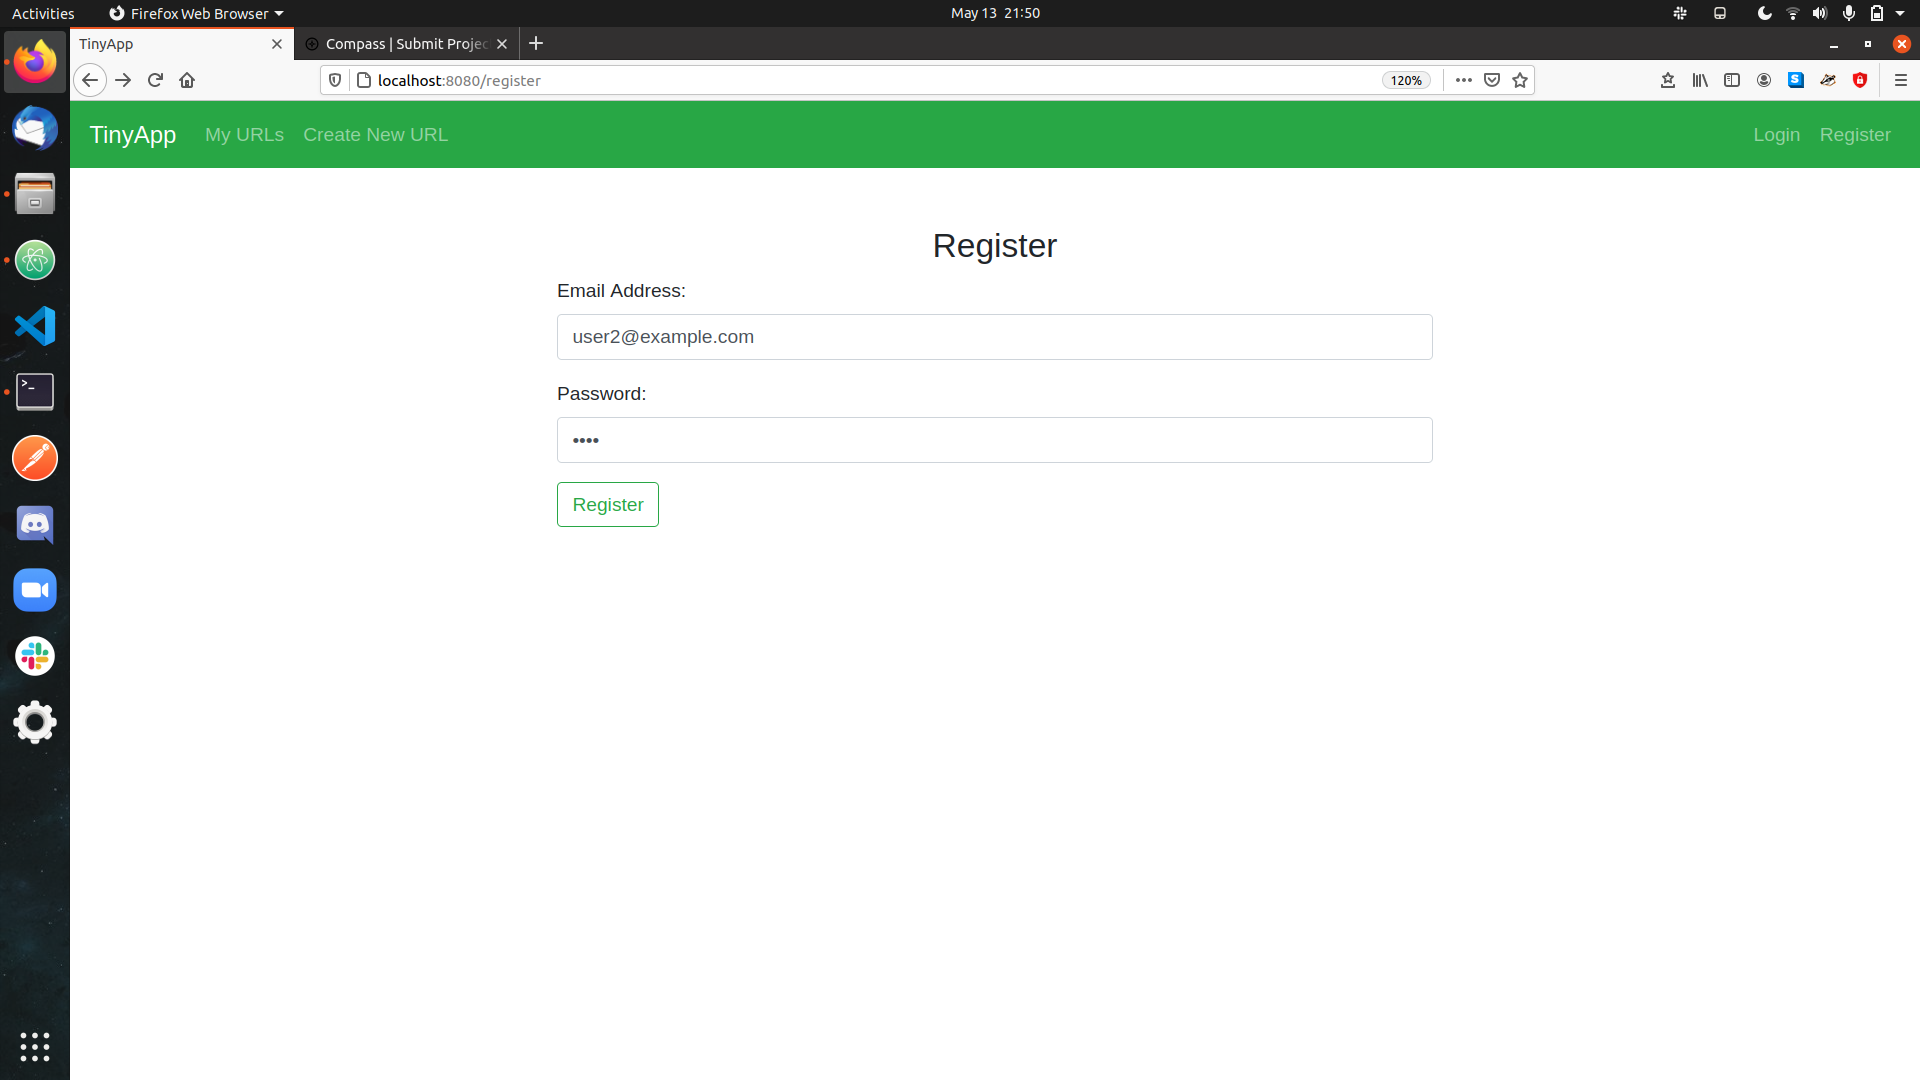 Activities Firefox Web Browser May 13 21:50
TinyApp Compass | Submit Projec
localhost:8080/register 120%
TinyApp My URLs Create New URL Login Register
Register
Email Address:
user2@example.com
Password:
••••
Register